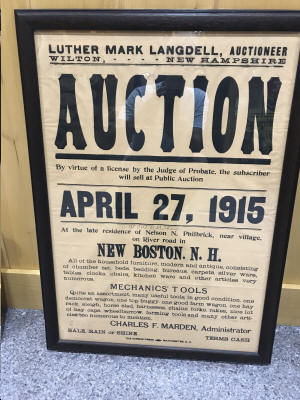 LUTHER MARK LANGDELL, AUCTIONEER
WILTON, - - - - NEW HAMPSHIRE
AUCTION
By virtue of a license by the Judge of Probate, the subscriber
will sell at Public Auction
APRIL 27, 1915
At the late residence of Nelson N. Philbrick, near village,
on River road in
NEW BOSTON, N. H.
All of the household furniture, modern and antique, consisting
of chamber set, beds, bedding, bureaus, carpets, silver ware,
tables, clocks, chairs, kitchen ware and other articles very
numerous.
MECHANICS' TOOLS
Quite an assortment, many useful tools in good condition, one
democrat wagon, one top buggy, one good farm wagon, one hay
rack, sleigh, horse sled, harnesses, chains, forks, rakes, nice lot
of hay caps, wheelbarrow, farming tools and many other arti-
cles too numerous to mention.
CHARLES F. MARDEN, Administrator
SALE RAIN OR SHINE TERMS CASH